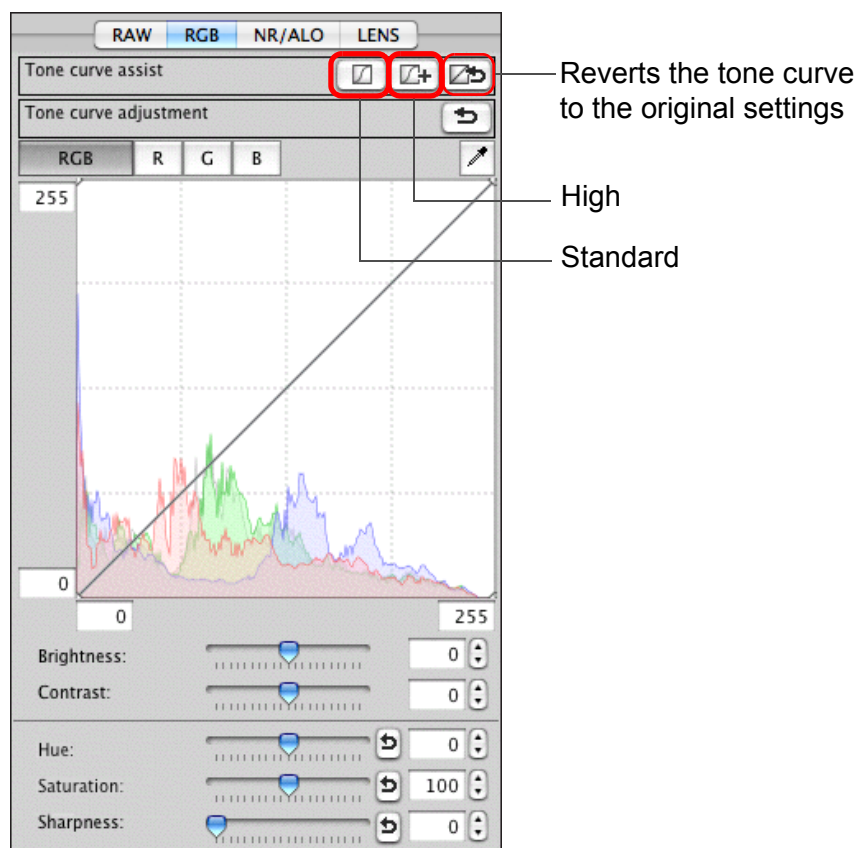 RAW RGB NR/ALO LENS
Tone curve assist
Reverts the tone curve
to the original settings
Tone curve adjustment
RGB R G B
255
High
Standard
0
0 255
Brightness: 0
Contrast: 0
Hue: 0
Saturation: 100
Sharpness: 0